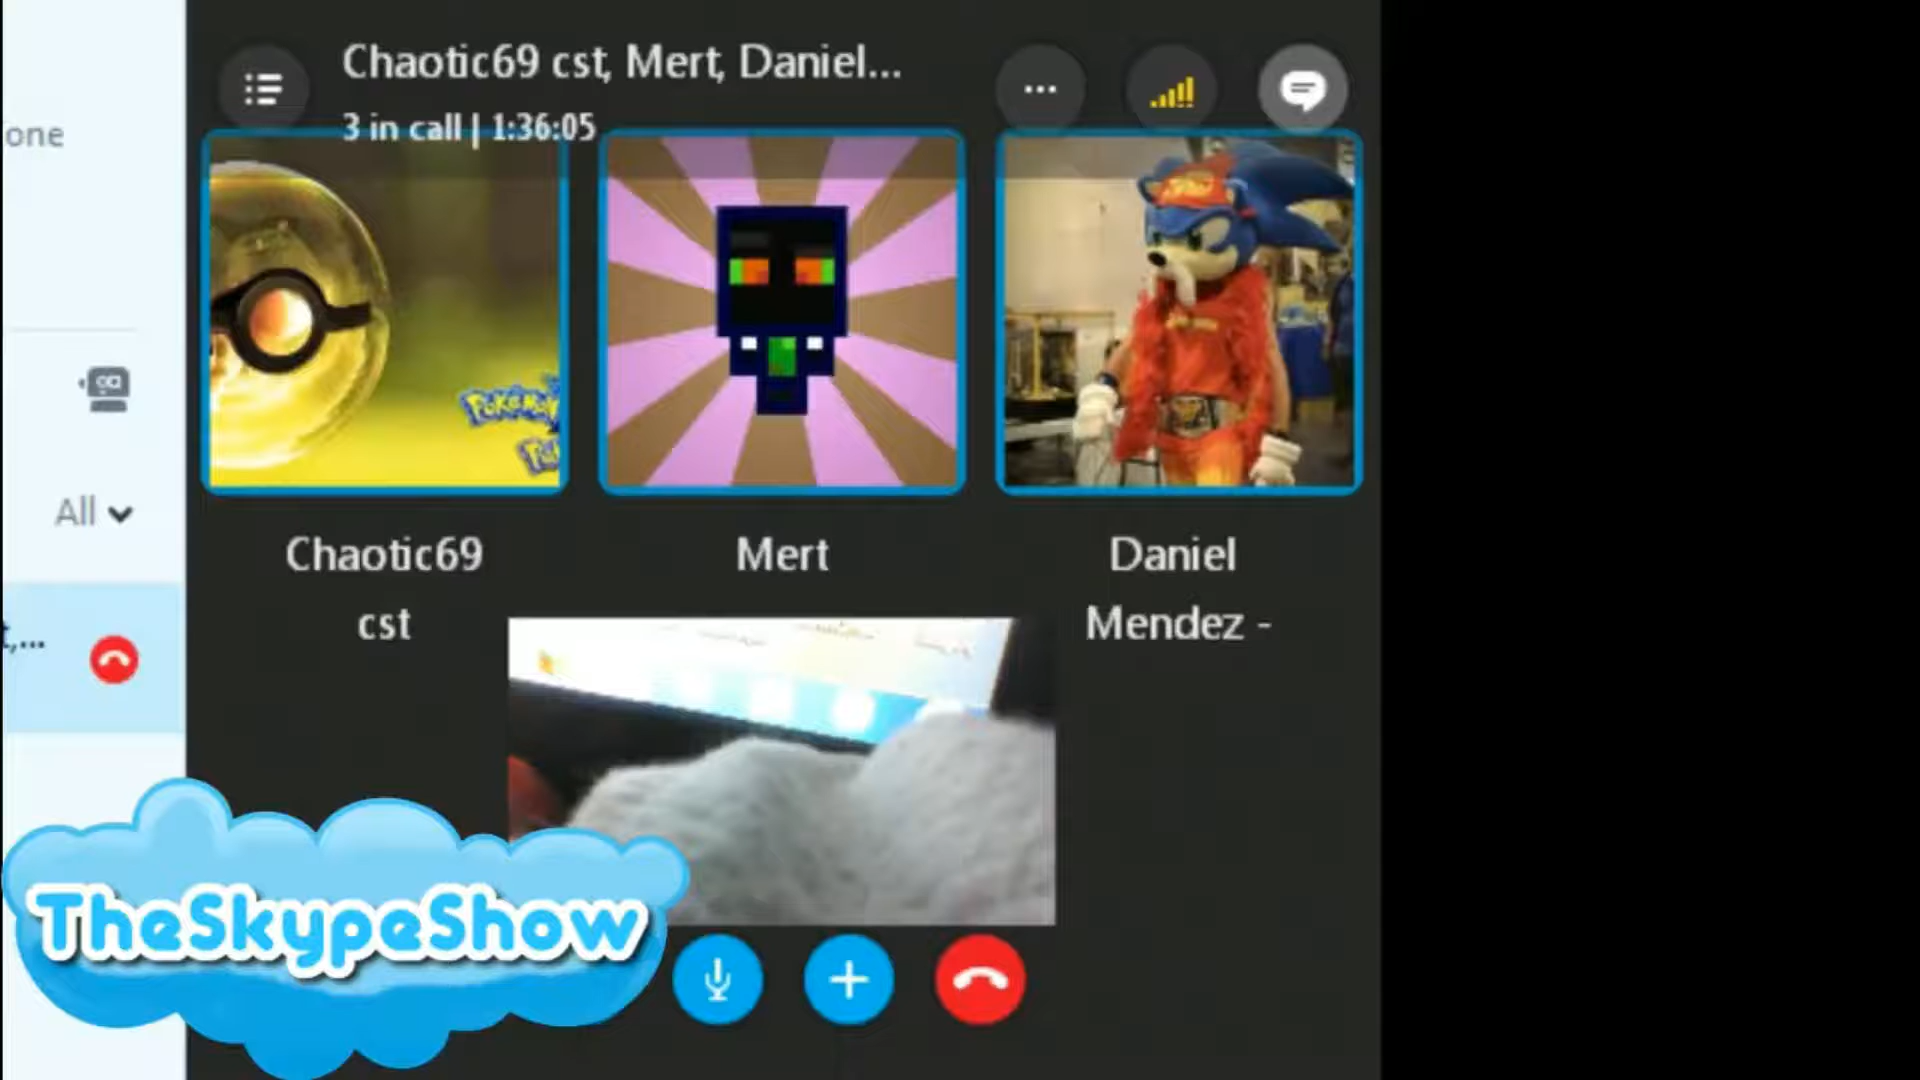 Chaotic69 cst, Mert, Daniel...
3 in call | 1:36:05
one
All
t,...
Chaotic69
cst
Mert
Daniel
Mendez -
TheSkypeShow